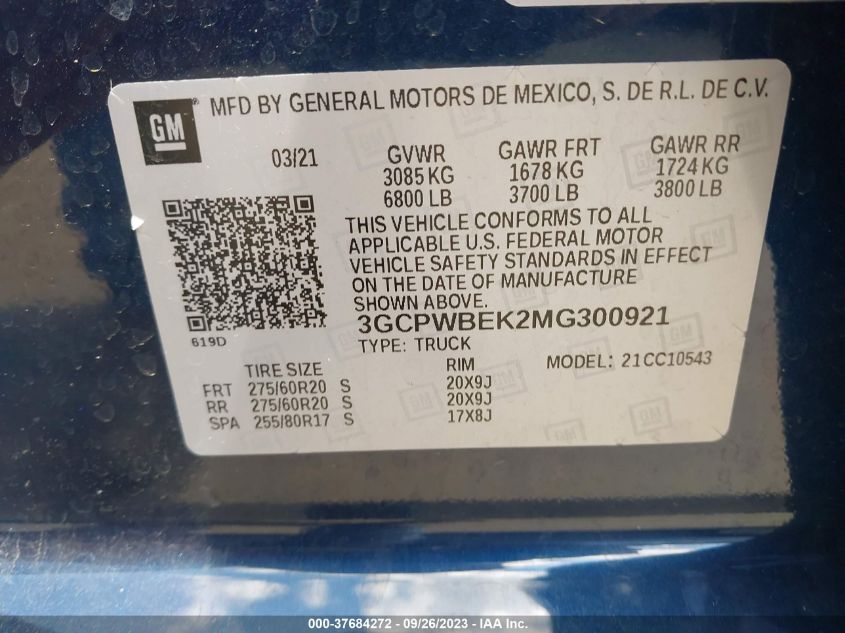 GM ® MFD BY GENERAL MOTORS DE MEXICO, S. DE R.L. DE C.V.
03/21
GVWR GAWR FRT GAWR RR
3085 KG 1678 KG 1724 KG
6800 LB 3700 LB 3800 LB
THIS VEHICLE CONFORMS TO ALL
APPLICABLE U.S. FEDERAL MOTOR
VEHICLE SAFETY STANDARDS IN EFFECT
ON THE DATE OF MANUFACTURE
SHOWN ABOVE.
619D
3GCPWBEK2MG300921
TYPE: TRUCK MODEL: 21CC10543
TIRE SIZE RIM
FRT 275/60R20 S 20X9J
RR 275/60R20 S 20X9J
SPA 255/80R17 S 17X8J
000-37684272 - 09/26/2023 - IAA Inc.